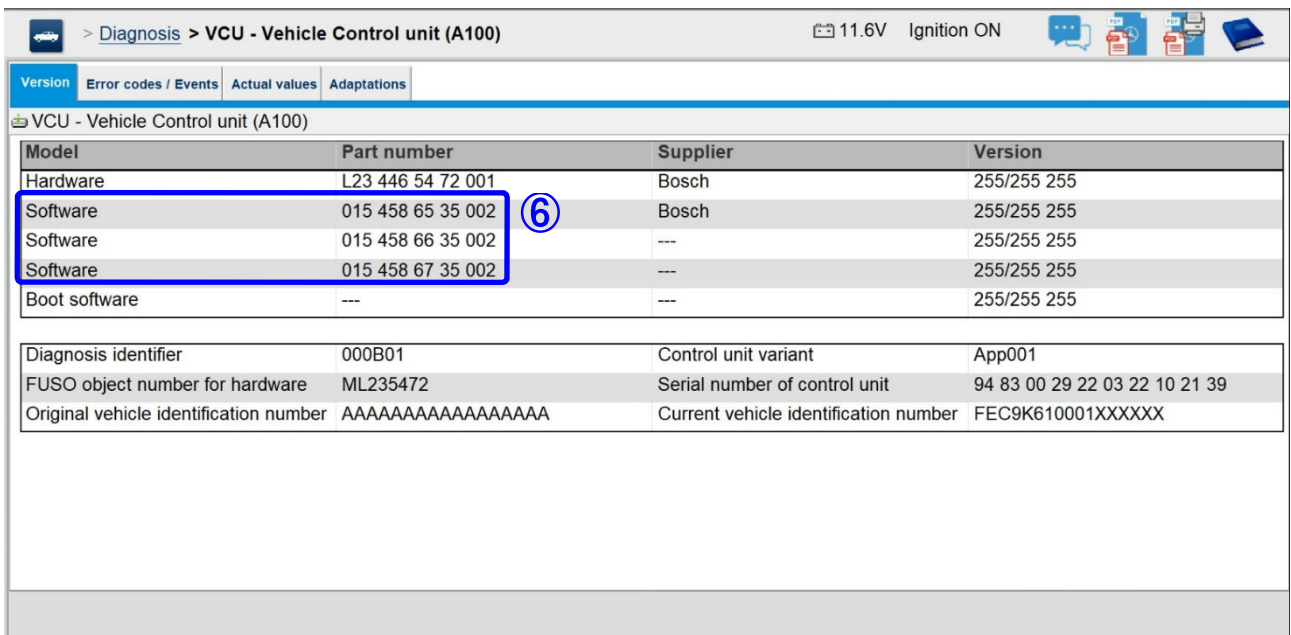 > Diagnosis > VCU - Vehicle Control unit (A100) 11.6V Ignition ON
Version Error codes / Events Actual values Adaptations
VCU - Vehicle Control unit (A100)
Model Part number Supplier Version
Hardware L23 446 54 72 001 Bosch 255/255 255
Software 015 458 65 35 002 ⑥ Bosch 255/255 255
Software 015 458 66 35 002 --- 255/255 255
Software 015 458 67 35 002 --- 255/255 255
Boot software --- --- 255/255 255
Diagnosis identifier 000B01 Control unit variant App001
FUSO object number for hardware ML235472 Serial number of control unit 94 83 00 29 22 03 22 10 21 39
Original vehicle identification number AAAAAAAAAAAAAAAAA Current vehicle identification number FEC9K610001XXXXXX